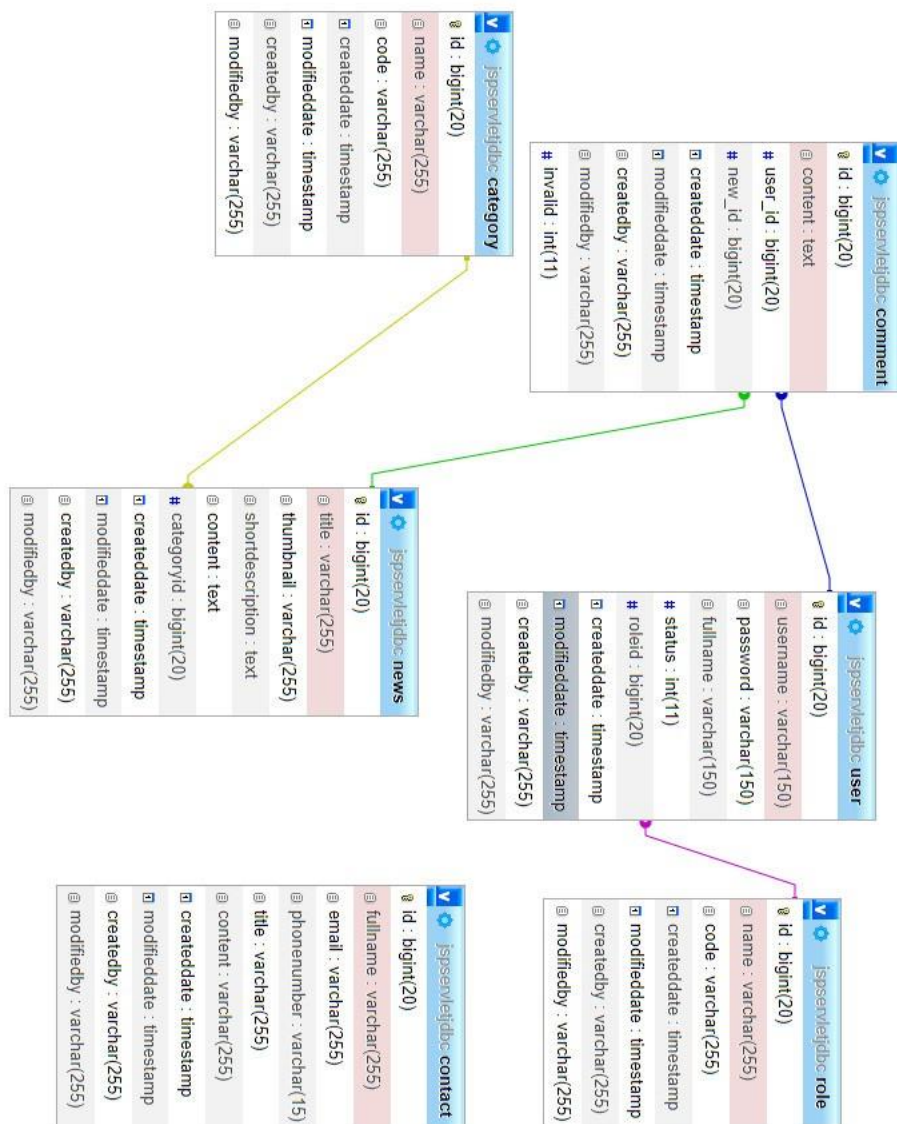 v jspservletjdbc comment
id : bigint(20)
content : text
# user_id : bigint(20)
# new_id : bigint(20)
createddate : timestamp
modifieddate : timestamp
createdby : varchar(255)
modifiedby : varchar(255)
# invalid : int(11)
v jspservletjdbc user
id : bigint(20)
username : varchar(150)
password : varchar(150)
fullname : varchar(150)
# status : int(11)
# roleid : bigint(20)
createddate : timestamp
modifieddate : timestamp
createdby : varchar(255)
modifiedby : varchar(255)
v jspservletjdbc role
id : bigint(20)
name : varchar(255)
code : varchar(255)
createddate : timestamp
modifieddate : timestamp
createdby : varchar(255)
modifiedby : varchar(255)
v jspservletjdbc category
id : bigint(20)
name : varchar(255)
code : varchar(255)
createddate : timestamp
modifieddate : timestamp
createdby : varchar(255)
modifiedby : varchar(255)
v jspservletjdbc news
id : bigint(20)
title : varchar(255)
thumbnail : varchar(255)
shortdescription : text
content : text
# categoryid : bigint(20)
createddate : timestamp
modifieddate : timestamp
createdby : varchar(255)
modifiedby : varchar(255)
v jspservletjdbc contact
id : bigint(20)
fullname : varchar(255)
email : varchar(255)
phonenumber : varchar(15)
title : varchar(255)
content : varchar(255)
createddate : timestamp
modifieddate : timestamp
createdby : varchar(255)
modifiedby : varchar(255)